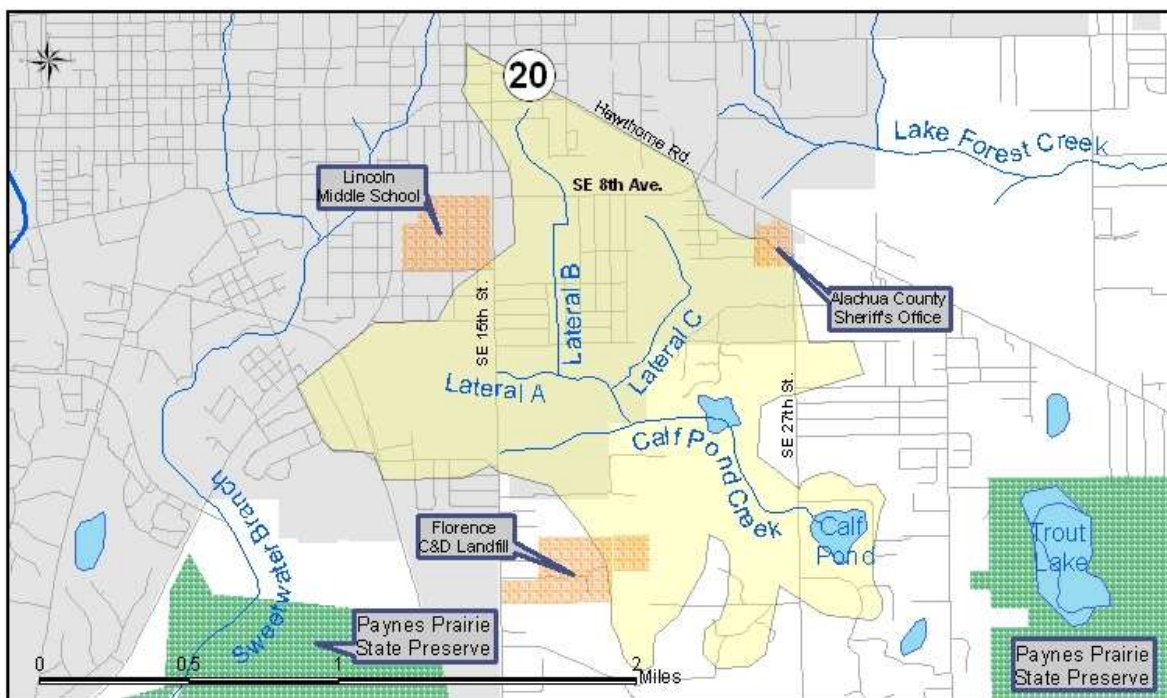 20
Hawthorne Rd.
Lake Forest Creek
Lincoln
Middle School
SE 8th Ave.
Lateral B
SE 15th St.
Alachua County
Sheriff's Office
Lateral C
Lateral A
SE 27th St.
Calf Pond Creek
Sweetwater Branch
Florence
C&D Landfill
Calf
Pond
Trout
Lake
Paynes Prairie
State Preserve
Paynes Prairie
State Preserve
0 0.5 1 2
Miles